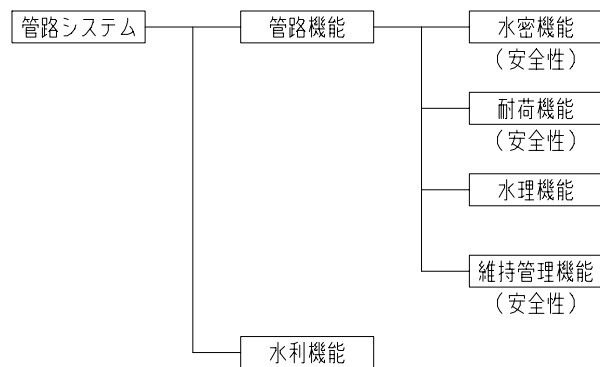 管路システム
管路機能
水密機能
（安全性）
耐荷機能
（安全性）
水理機能
維持管理機能
（安全性）
水利機能